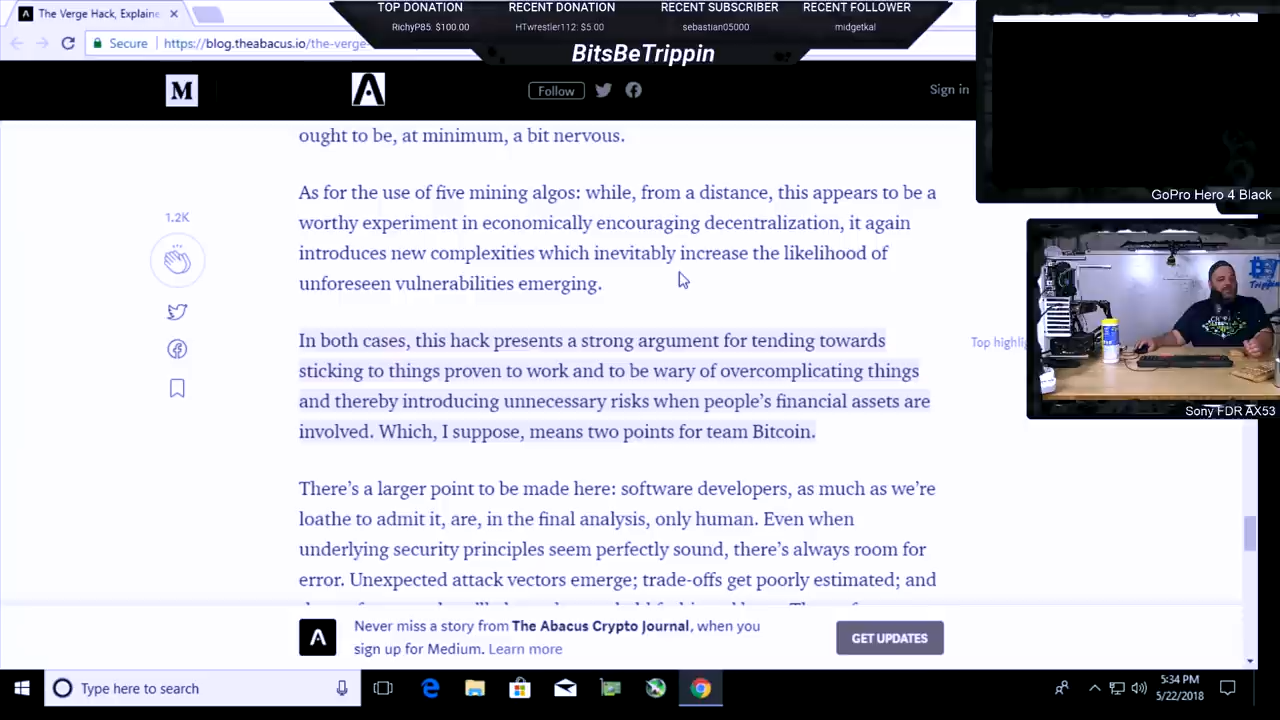 The Verge Hack, Explaine
TOP DONATION
RichyP85: $100.00
RECENT DONATION
HTwrestler112: $5.00
RECENT SUBSCRIBER
sebastian05000
RECENT FOLLOWER
midgetkal
BitsBeTrippin
Secure
https://blog.theabacus.io/the-verge-
M
A
Follow
Sign in
GoPro Hero 4 Black
ought to be, at minimum, a bit nervous.
As for the use of five mining algos: while, from a distance, this appears to be a
worthy experiment in economically encouraging decentralization, it again
introduces new complexities which inevitably increase the likelihood of
unforeseen vulnerabilities emerging.
1.2K
In both cases, this hack presents a strong argument for tending towards
sticking to things proven to work and to be wary of overcomplicating things
and thereby introducing unnecessary risks when people's financial assets are
involved. Which, I suppose, means two points for team Bitcoin.
Top highlig
Sony FDR AX53
There's a larger point to be made here: software developers, as much as we're
loathe to admit it, are, in the final analysis, only human. Even when
underlying security principles seem perfectly sound, there's always room for
error. Unexpected attack vectors emerge; trade-offs get poorly estimated; and
Never miss a story from The Abacus Crypto Journal, when you
sign up for Medium. Learn more
GET UPDATES
Type here to search
5:34 PM
5/22/2018